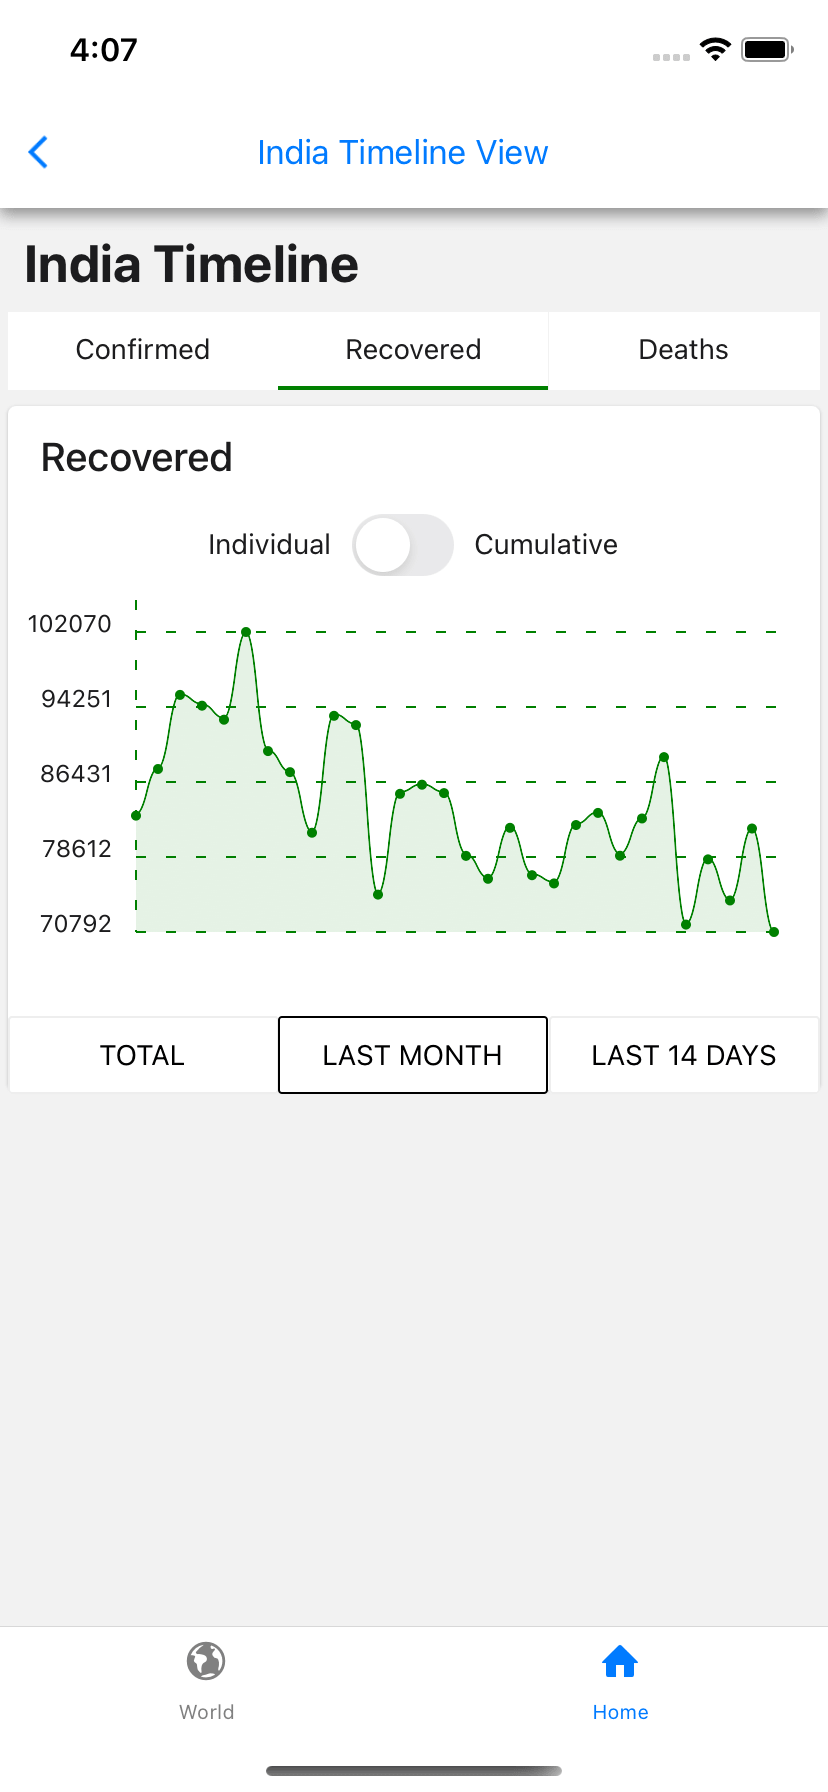 4:07
India Timeline View
India Timeline
Confirmed Recovered Deaths
Recovered
Individual Cumulative
102070
94251
86431
78612
70792
TOTAL LAST MONTH LAST 14 DAYS
World Home